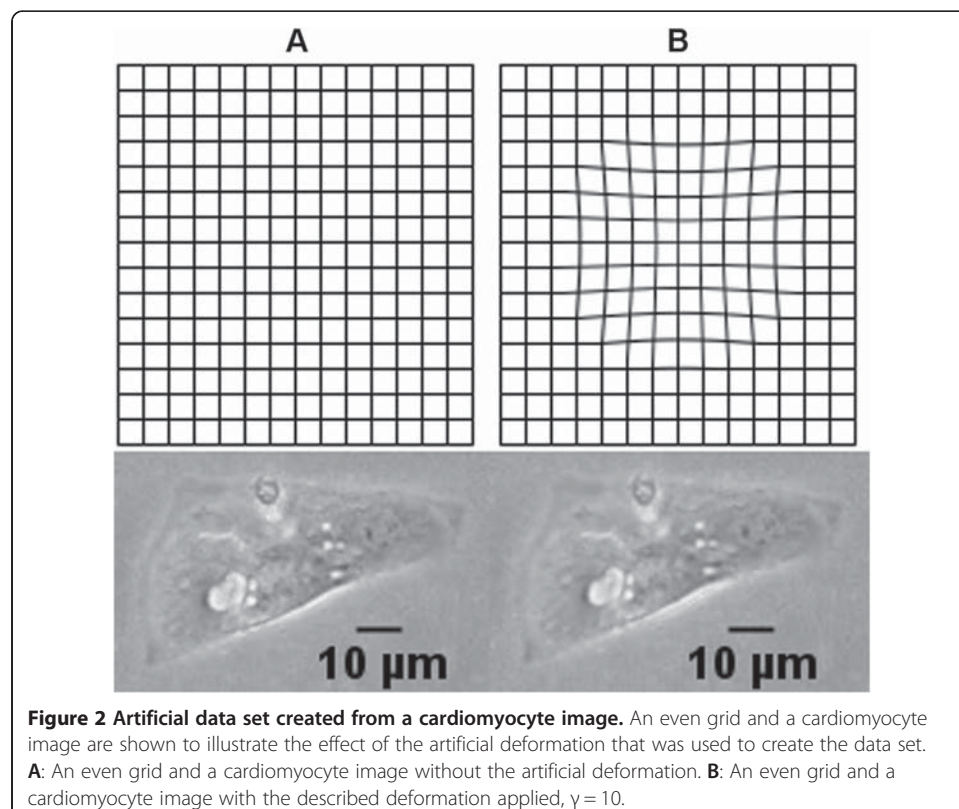 A
B
10 µm
10 µm
Figure 2 Artificial data set created from a cardiomyocyte image. An even grid and a cardiomyocyte
image are shown to illustrate the effect of the artificial deformation that was used to create the data set.
A: An even grid and a cardiomyocyte image without the artificial deformation. B: An even grid and a
cardiomyocyte image with the described deformation applied, γ = 10.